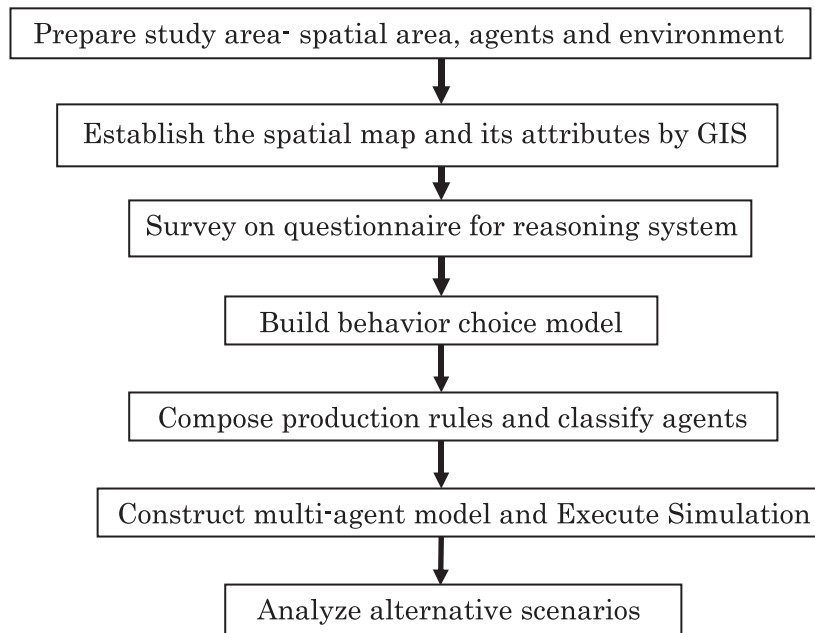 Prepare study area- spatial area, agents and environment
Establish the spatial map and its attributes by GIS
Survey on questionnaire for reasoning system
Build behavior choice model
Compose production rules and classify agents
Construct multi-agent model and Execute Simulation
Analyze alternative scenarios